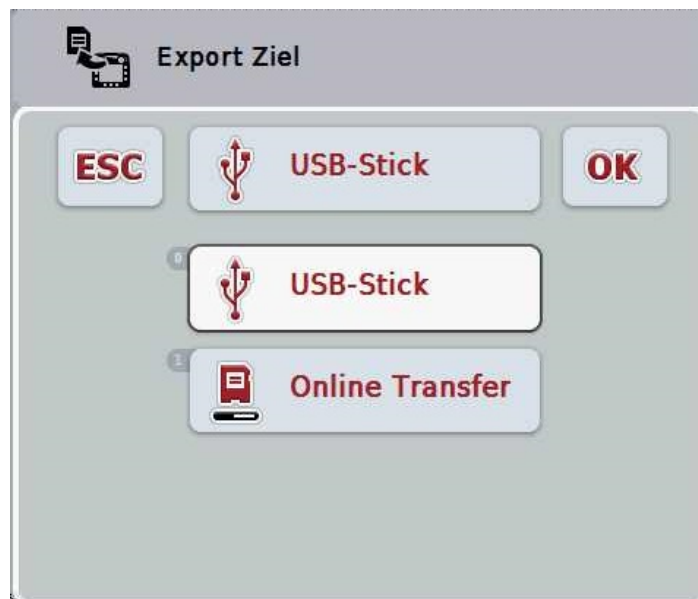 Export Ziel
ESC
USB-Stick
OK
0
USB-Stick
1
Online Transfer